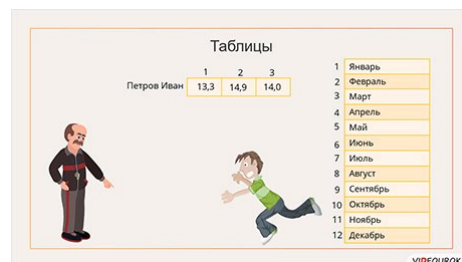 Таблицы
1 2 3
Петров Иван 13,3 14,9 14,0
1 Январь
2 Февраль
3 Март
4 Апрель
5 Май
6 Июнь
7 Июль
8 Август
9 Сентябрь
10 Октябрь
11 Ноябрь
12 Декабрь
VIDEOUROK